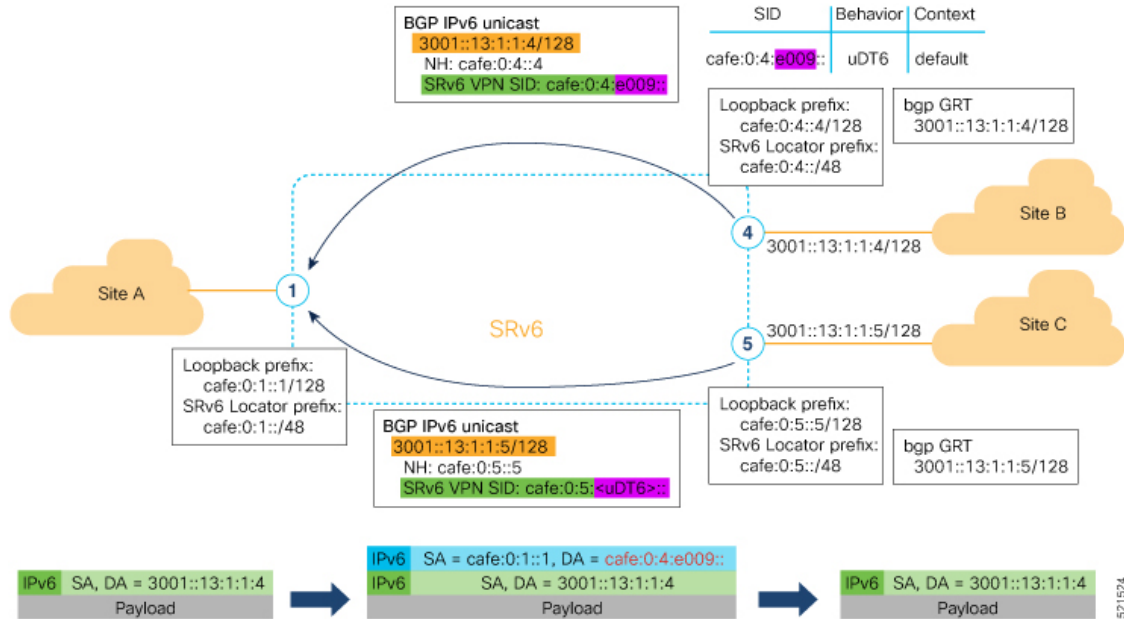 BGP IPv6 unicast
3001::13:1:1:4/128
NH: cafe:0:4::4
SRv6 VPN SID: cafe:0:4:e009::
SID Behavior Context
cafe:0:4:e009:: uDT6 default
Loopback prefix:
cafe:0:4::4/128
SRv6 Locator prefix:
cafe:0:4::/48
bgp GRT
3001::13:1:1:4/128
Site B
4
3001::13:1:1:4/128
Site A
1
SRv6
5
3001::13:1:1:5/128
Site C
Loopback prefix:
cafe:0:1::1/128
SRv6 Locator prefix:
cafe:0:1::/48
BGP IPv6 unicast
3001::13:1:1:5/128
NH: cafe:0:5::5
SRv6 VPN SID: cafe:0:5:<uDT6>::
Loopback prefix:
cafe:0:5::5/128
SRv6 Locator prefix:
cafe:0:5::/48
bgp GRT
3001::13:1:1:5/128
IPv6 SA, DA = 3001::13:1:1:4
Payload
IPv6 SA = cafe:0:1::1, DA = cafe:0:4:e009::
IPv6 SA, DA = 3001::13:1:1:4
Payload
IPv6 SA, DA = 3001::13:1:1:4
Payload
521524